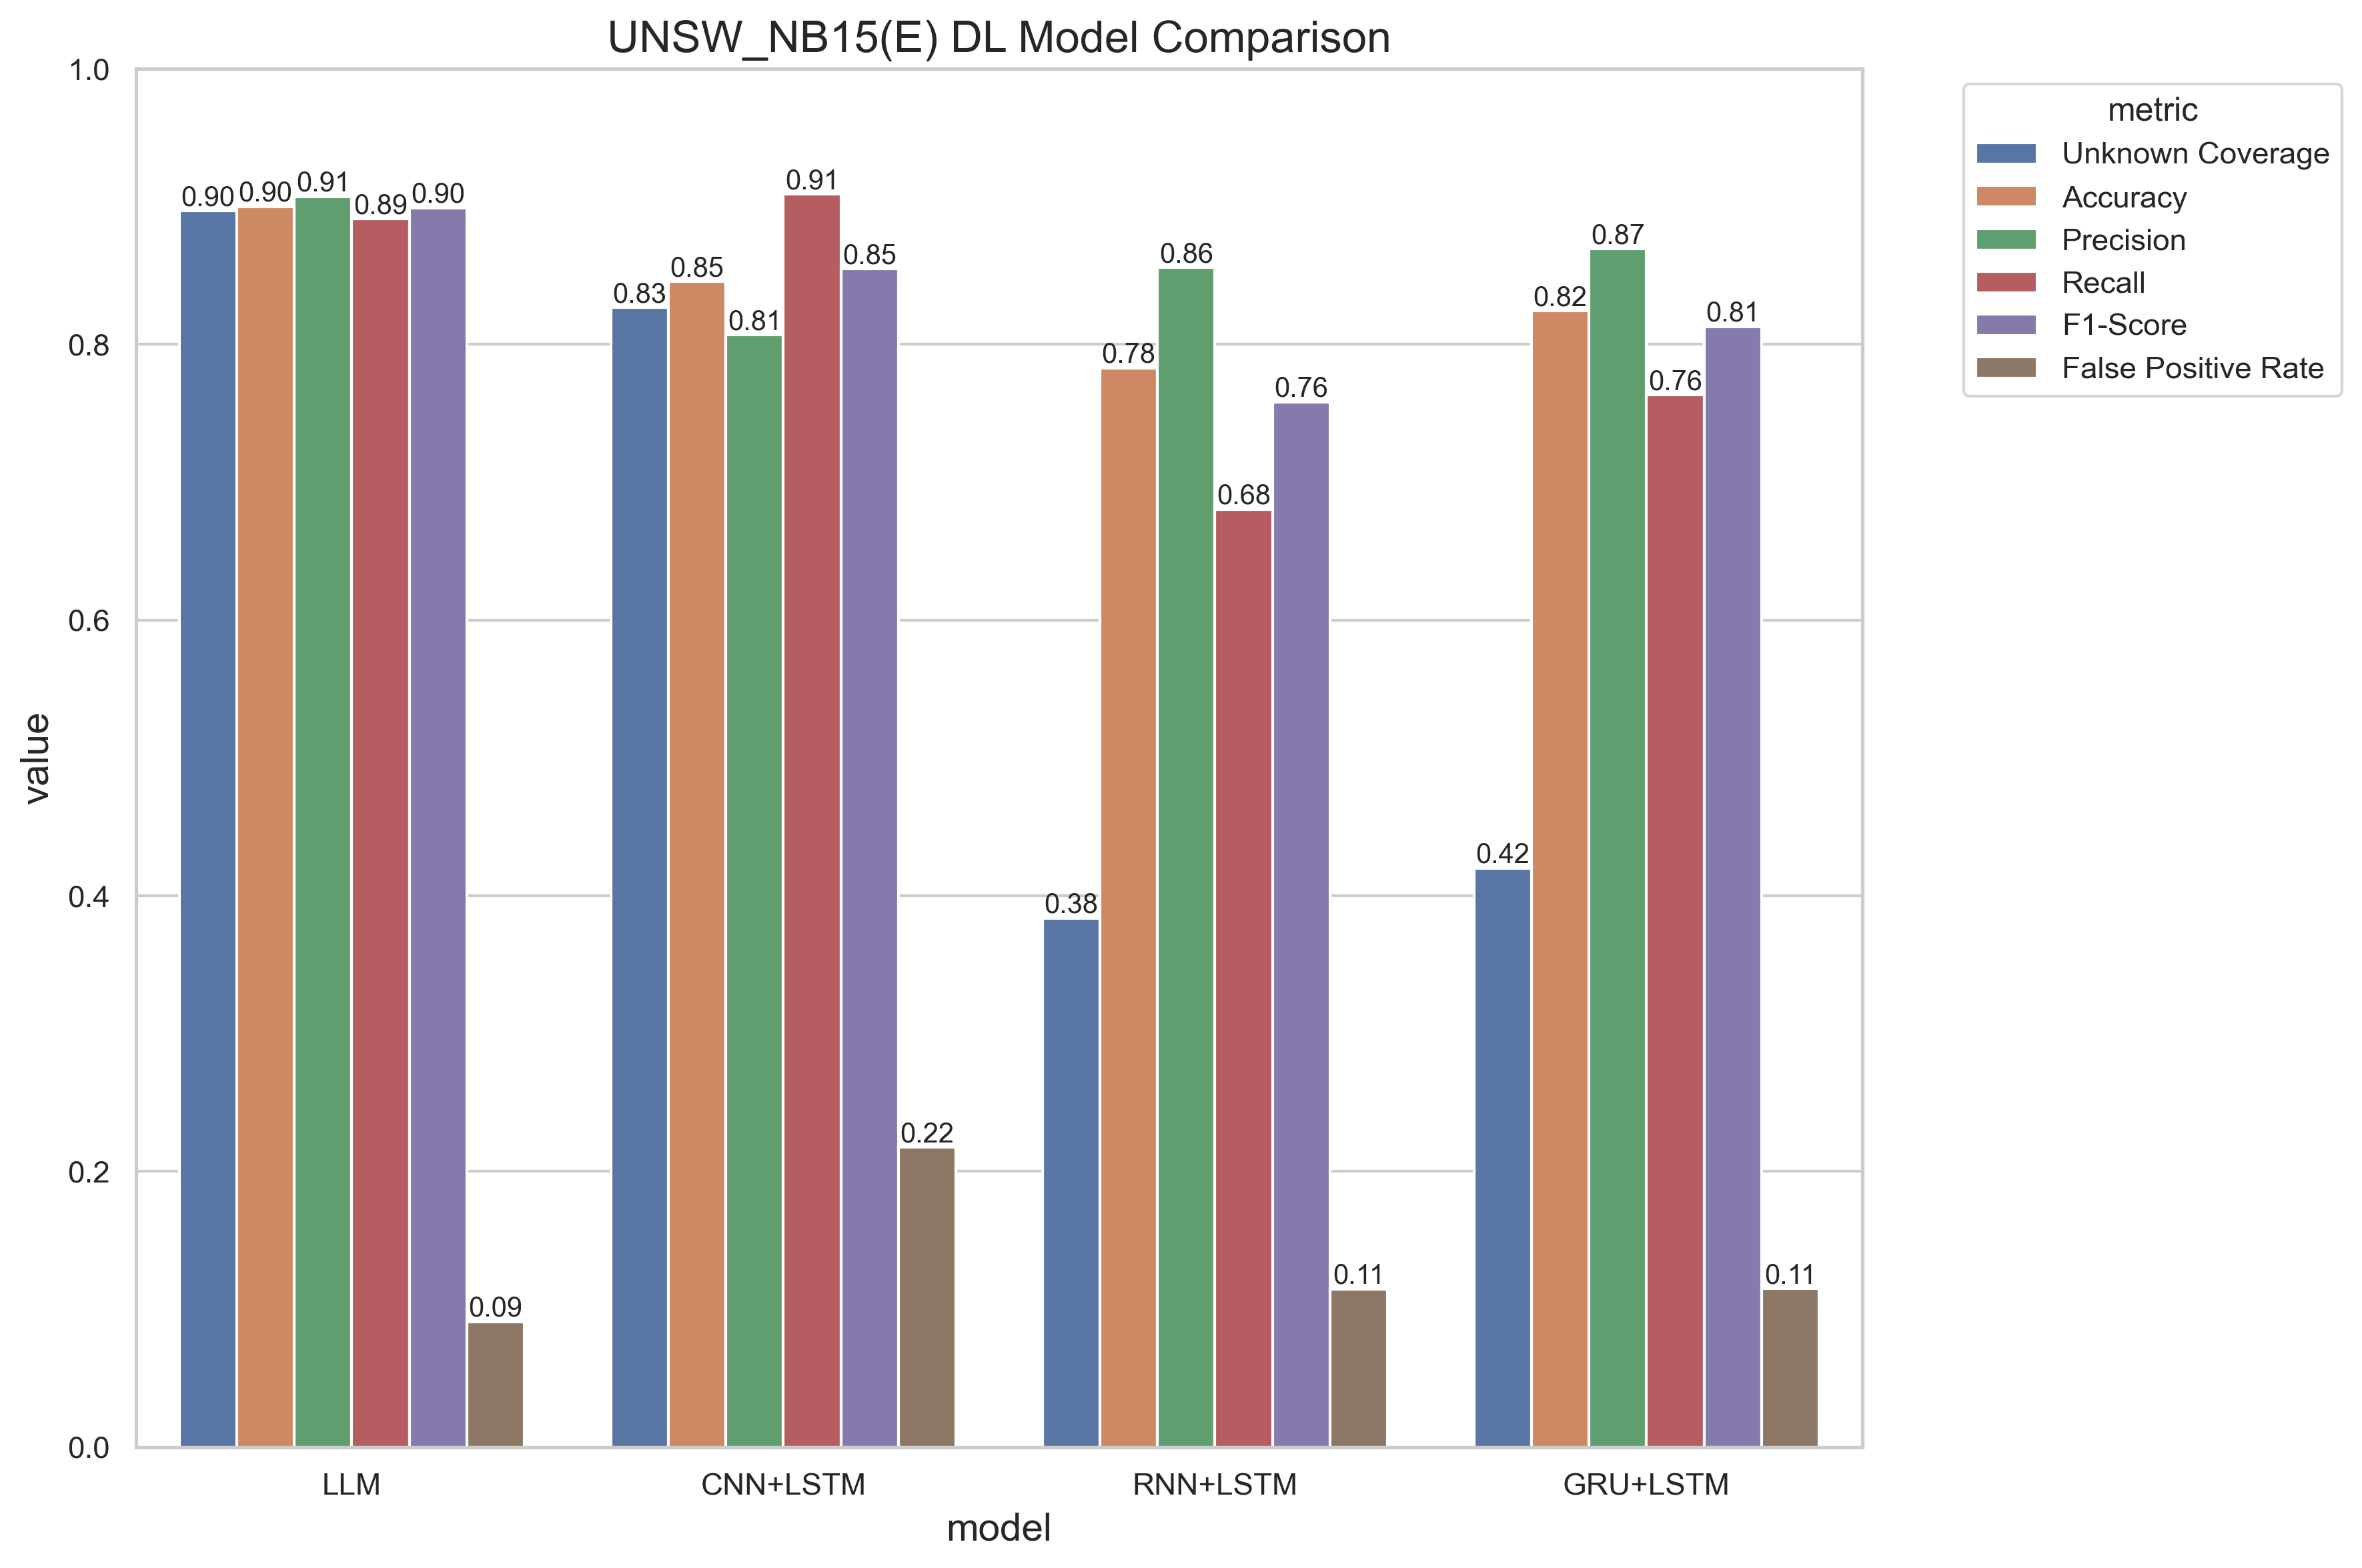 UNSW_NB15(E) DL Model Comparison
metric
Unknown Coverage
Accuracy
Precision
Recall
F1-Score
False Positive Rate
value
1.0
0.8
0.6
0.4
0.2
0.0
0.90 0.90 0.91 0.89 0.90 0.09
0.83 0.85 0.81 0.91 0.85 0.22
0.38 0.78 0.86 0.68 0.76 0.11
0.42 0.82 0.87 0.76 0.81 0.11
LLM CNN+LSTM RNN+LSTM GRU+LSTM
model